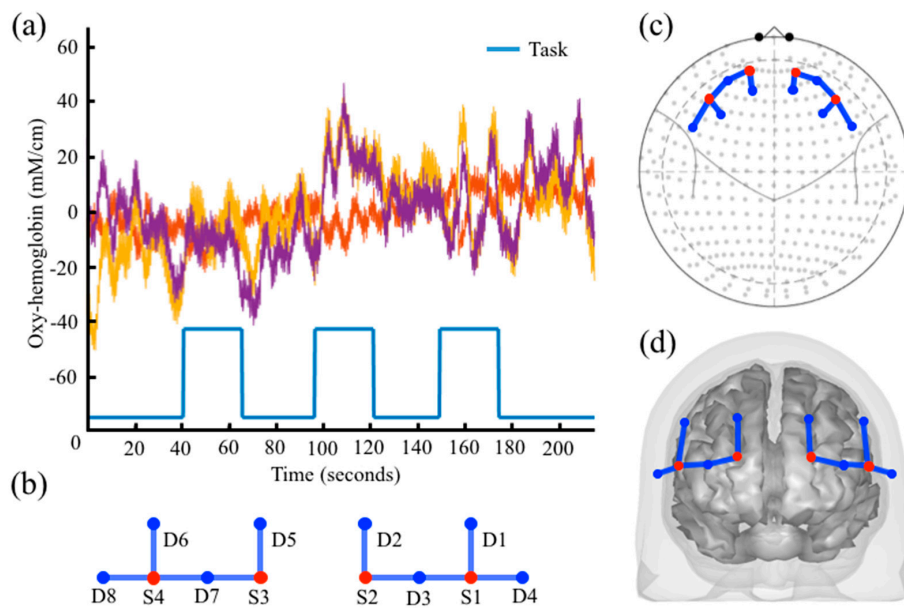 (a)
60
40
20
0
-20
-40
-60
0
Oxy-hemoglobin (mM/cm)
Task
20 40 60 80 100 120 140 160 180 200
Time (seconds)
(b)
D6 D5 D2 D1
D8 S4 D7 S3 S2 D3 S1 D4
(c)
(d)